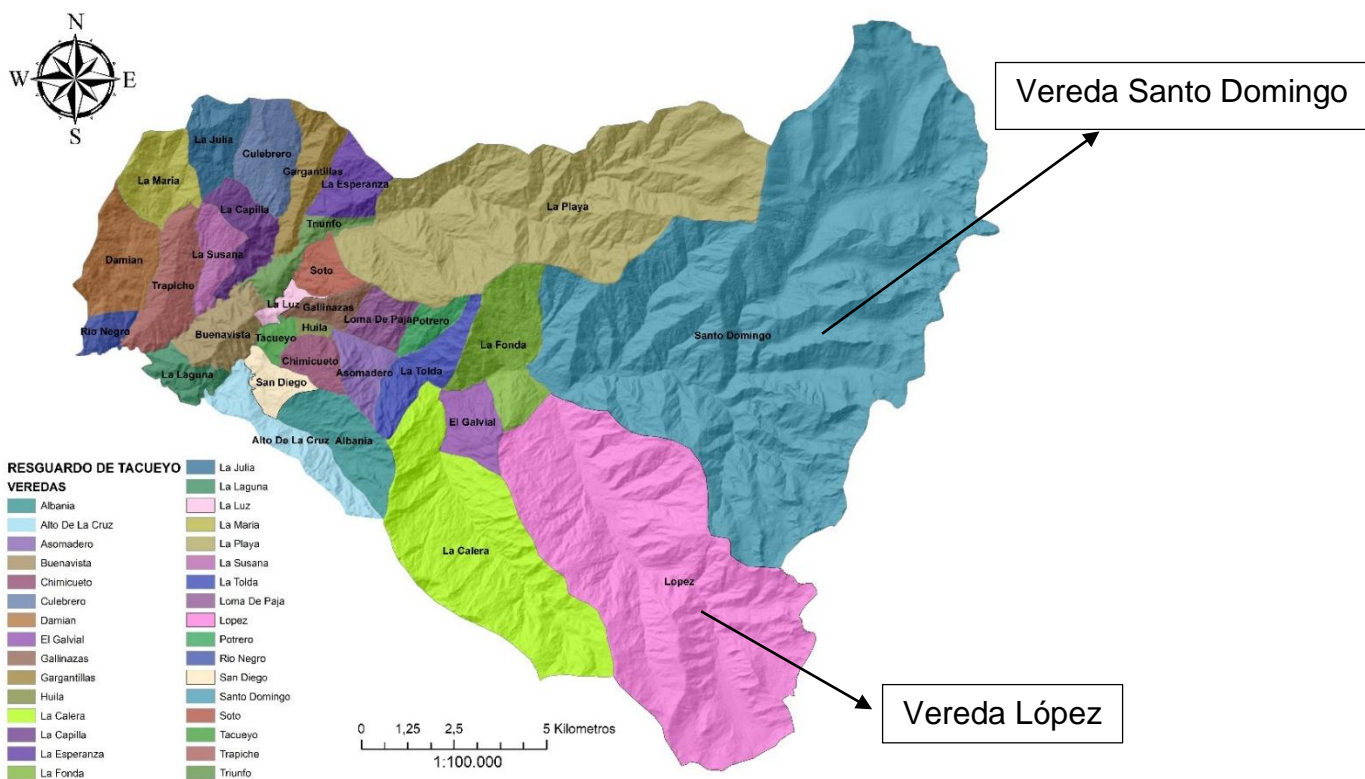 N
W E
S
Vereda Santo Domingo
La Julia
Culebrero
Gargantillas
La Maria
La Esperanza
La Capilla
La Playa
Triunfo
La Susana
Damian
Soto
Trapiche
La Luz
Gallinazas
Loma De Paja
Potrero
Rio Negro
Buenavista
Huila
Tacueyo
Santo Domingo
La Fonda
Chimicueto
La Laguna
San Diego
Asomadero
La Tolda
El Galvial
Alto De La Cruz
Albania
La Calera
Lopez
Vereda López
RESGUARDO DE TACUEYO
VEREDAS
Albania
Alto De La Cruz
Asomadero
Buenavista
Chimicueto
Culebrero
Damian
El Galvial
Gallinazas
Gargantillas
Huila
La Calera
La Capilla
La Esperanza
La Fonda
La Julia
La Laguna
La Luz
La Maria
La Playa
La Susana
La Tolda
Loma De Paja
Lopez
Potrero
Rio Negro
San Diego
Santo Domingo
Soto
Tacueyo
Trapiche
Triunfo
0 1,25 2,5 5 Kilometros
1:100.000